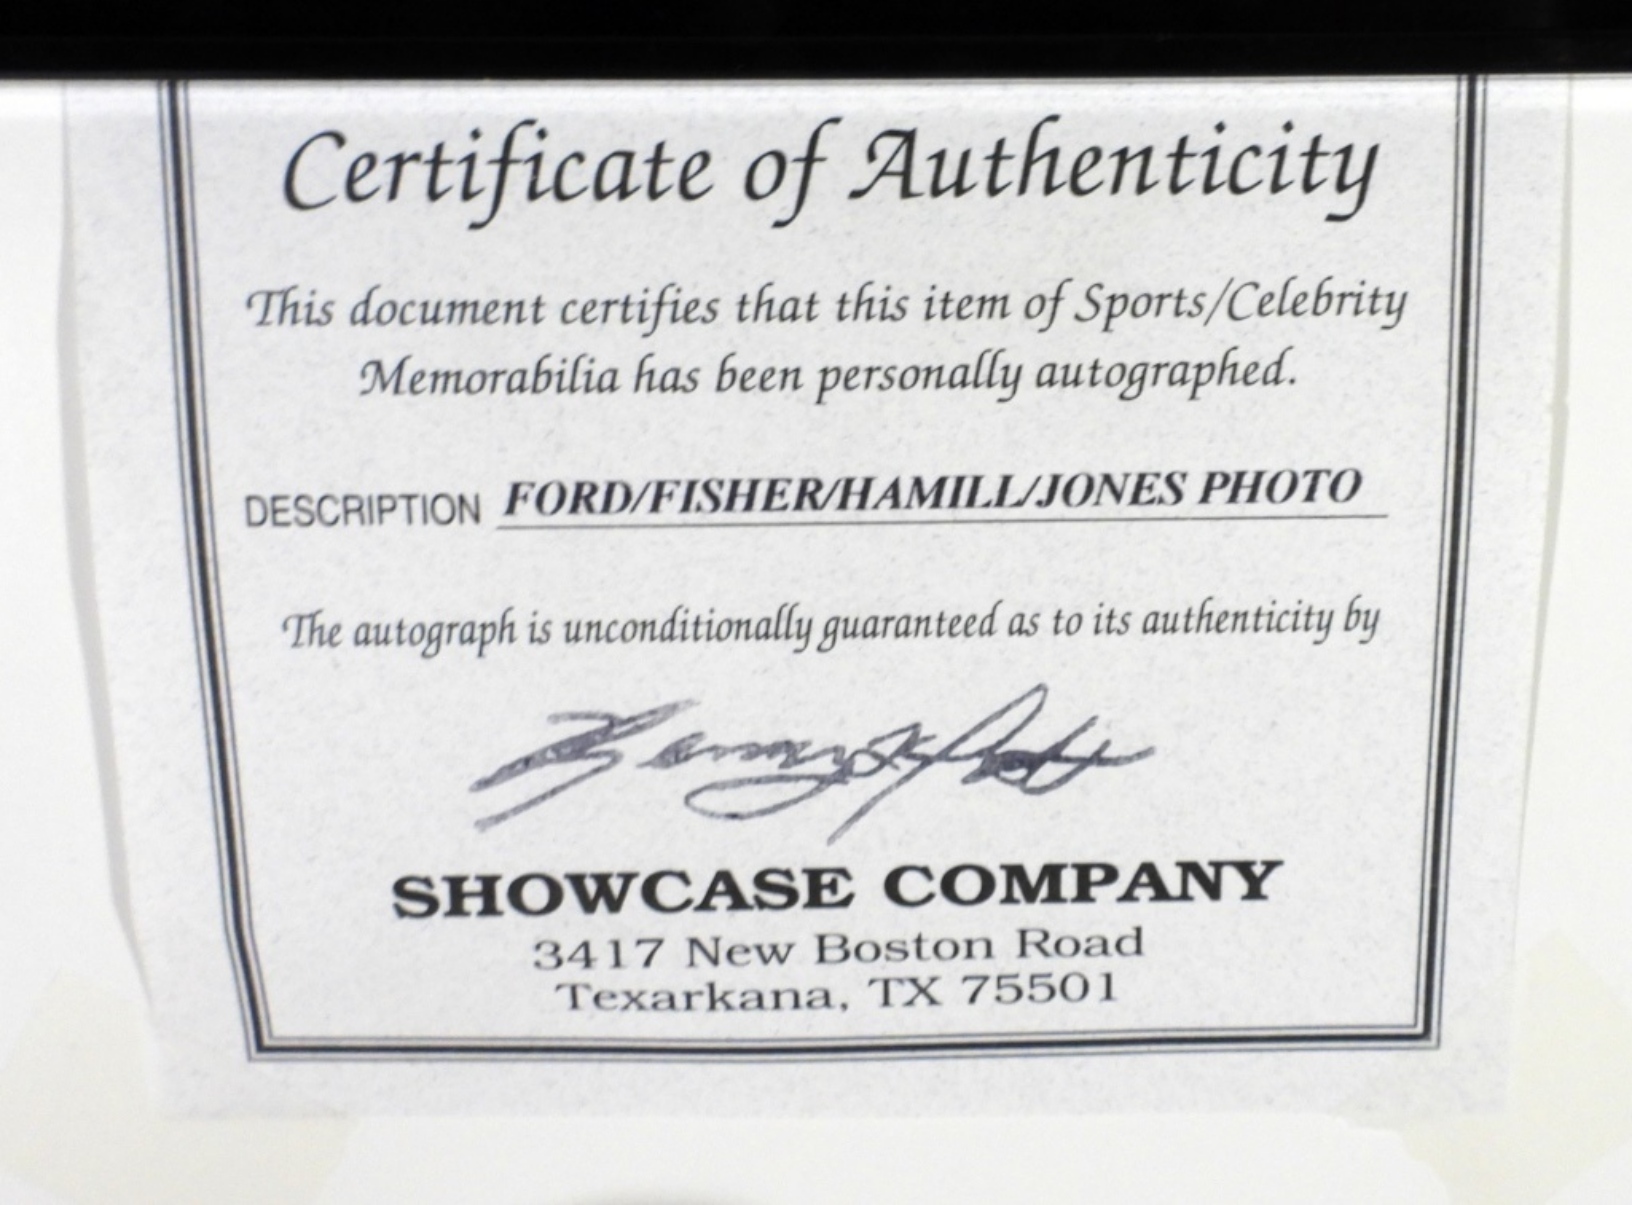 Certificate of Authenticity
This document certifies that this item of Sports/Celebrity
Memorabilia has been personally autographed.
DESCRIPTION FORD/FISHER/HAMILL/JONES PHOTO
The autograph is unconditionally guaranteed as to its authenticity by
SHOWCASE COMPANY
3417 New Boston Road
Texarkana, TX 75501